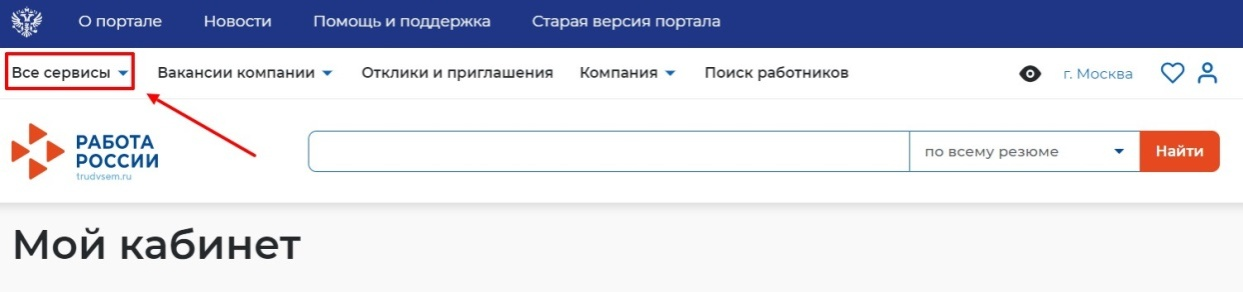 О портале Новости Помощь и поддержка Старая версия портала
Все сервисы Вакансии компании Отклики и приглашения Компания Поиск работников г. Москва
РАБОТА
РОССИИ
trudvsem.ru
по всему резюме Найти
Мой кабинет